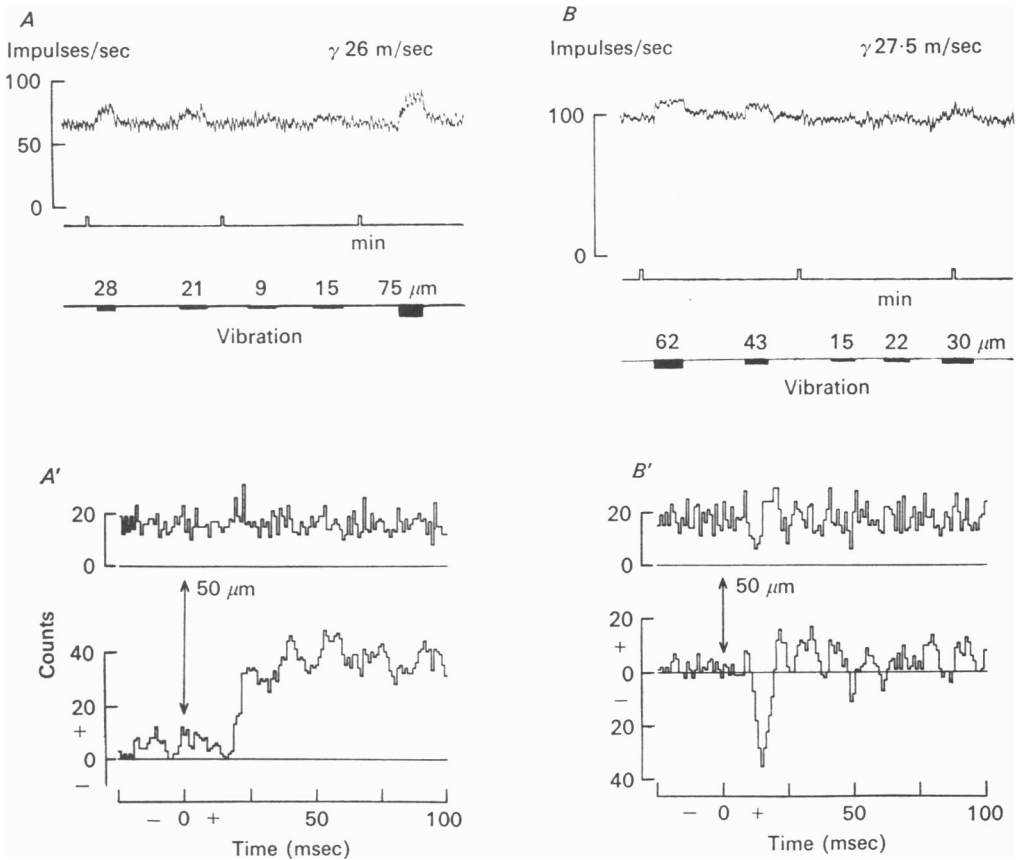 A
Impulses/sec
γ 26 m/sec
100
50
0
min
28 21 9 15 75 μm
Vibration
B
Impulses/sec
γ 27·5 m/sec
100
0
min
62 43 15 22 30 μm
Vibration
A′
20
0
50 μm
Counts
40
20
+
0
−
− 0 + 50 100
Time (msec)
B′
20
0
50 μm
20
+
0
−
20
40
− 0 + 50 100
Time (msec)